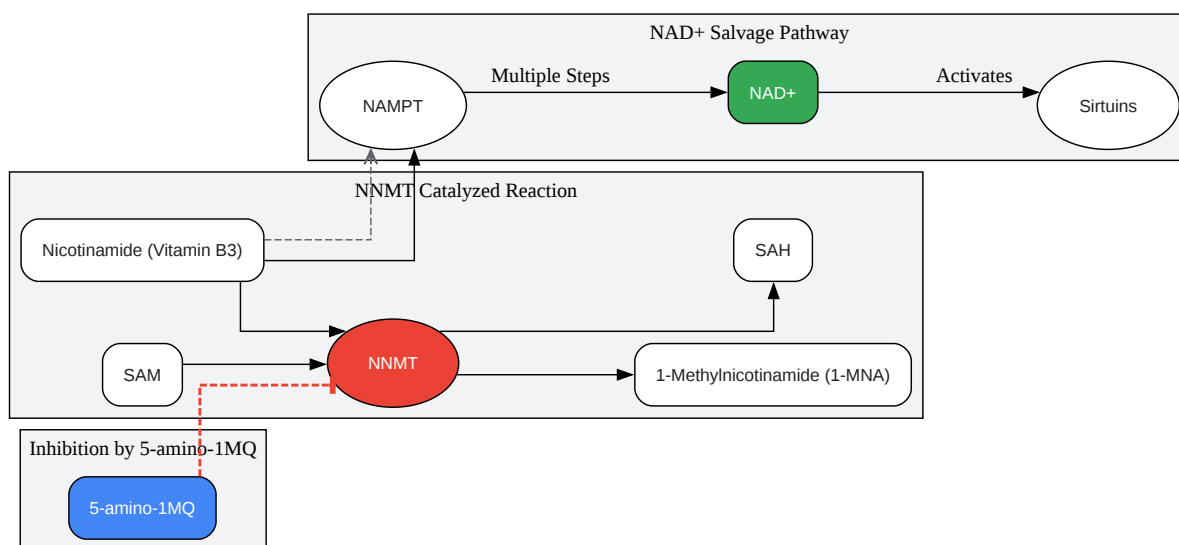 NAD+ Salvage Pathway
Multiple Steps
Activates
NAMPT
NAD+
Sirtuins
NNMT Catalyzed Reaction
Nicotinamide (Vitamin B3)
SAH
SAM
NNMT
1-Methylnicotinamide (1-MNA)
Inhibition by 5-amino-1MQ
5-amino-1MQ